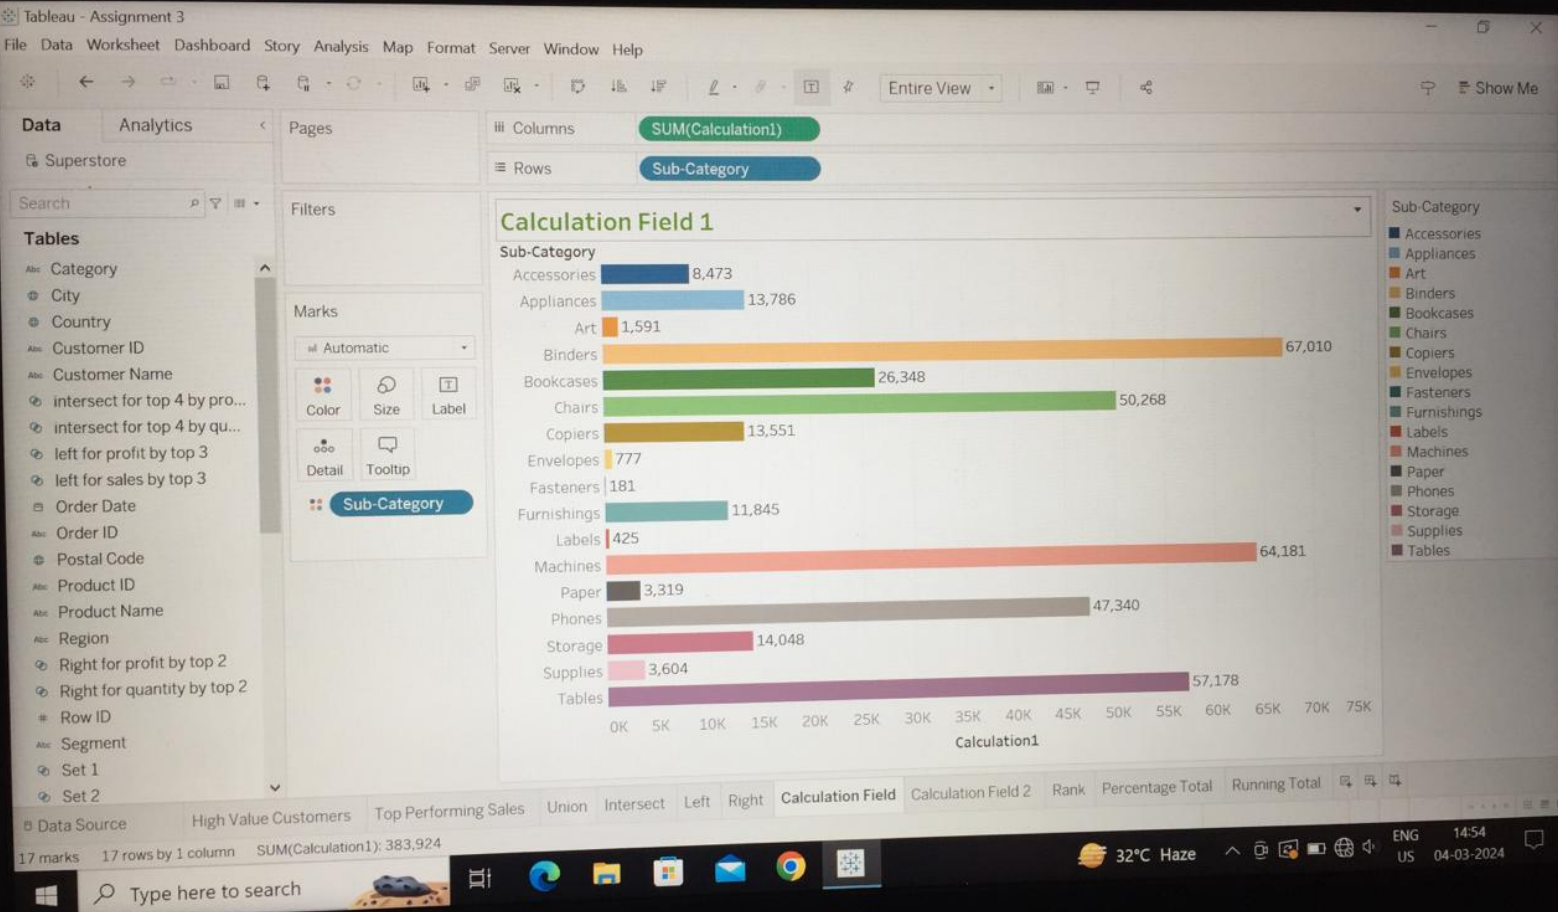 Tableau - Assignment 3
File Data Worksheet Dashboard Story Analysis Map Format Server Window Help
Entire View
Show Me
Data Analytics
Superstore
Search
Tables
Abc Category
City
Country
Abc Customer ID
Abc Customer Name
intersect for top 4 by pro...
intersect for top 4 by qu...
left for profit by top 3
left for sales by top 3
Order Date
Abc Order ID
Postal Code
Abc Product ID
Abc Product Name
Abc Region
Right for profit by top 2
Right for quantity by top 2
# Row ID
Abc Segment
Set 1
Set 2
Pages
Filters
Marks
Automatic
Color Size Label
Detail Tooltip
Sub-Category
Columns SUM(Calculation1)
Rows Sub-Category
Calculation Field 1
Sub-Category
Accessories 8,473
Appliances 13,786
Art 1,591
Binders 67,010
Bookcases 26,348
Chairs 50,268
Copiers 13,551
Envelopes 777
Fasteners 181
Furnishings 11,845
Labels 425
Machines 64,181
Paper 3,319
Phones 47,340
Storage 14,048
Supplies 3,604
Tables 57,178
0K 5K 10K 15K 20K 25K 30K 35K 40K 45K 50K 55K 60K 65K 70K 75K
Calculation1
Sub-Category
Accessories
Appliances
Art
Binders
Bookcases
Chairs
Copiers
Envelopes
Fasteners
Furnishings
Labels
Machines
Paper
Phones
Storage
Supplies
Tables
Data Source High Value Customers Top Performing Sales Union Intersect Left Right Calculation Field Calculation Field 2 Rank Percentage Total Running Total
17 marks 17 rows by 1 column SUM(Calculation1): 383,924
Type here to search
32°C Haze
ENG
US
14:54
04-03-2024